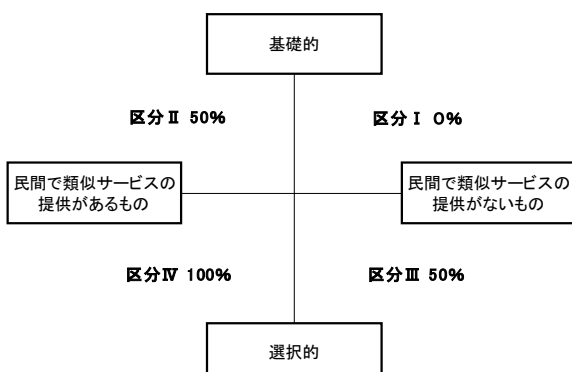 基礎的
区分Ⅱ 50%
区分Ⅰ 0%
民間で類似サービスの
提供があるもの
民間で類似サービスの
提供がないもの
区分Ⅳ 100%
区分Ⅲ 50%
選択的